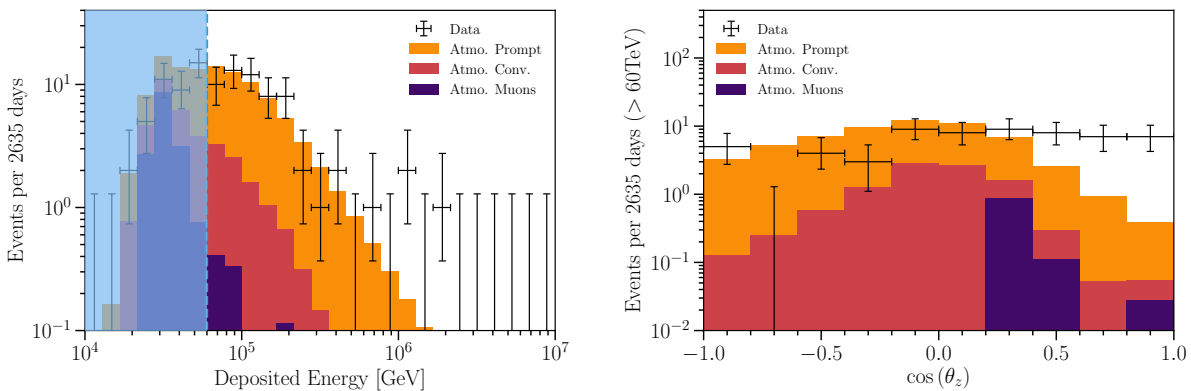 Events per 2635 days
10^1
10^0
10^-1
Data
Atmo. Prompt
Atmo. Conv.
Atmo. Muons
10^4
10^5
10^6
10^7
Deposited Energy [GeV]
Events per 2635 days (> 60TeV)
10^2
10^1
10^0
10^-1
10^-2
Data
Atmo. Prompt
Atmo. Conv.
Atmo. Muons
−1.0
−0.5
0.0
0.5
1.0
cos (θ_z)